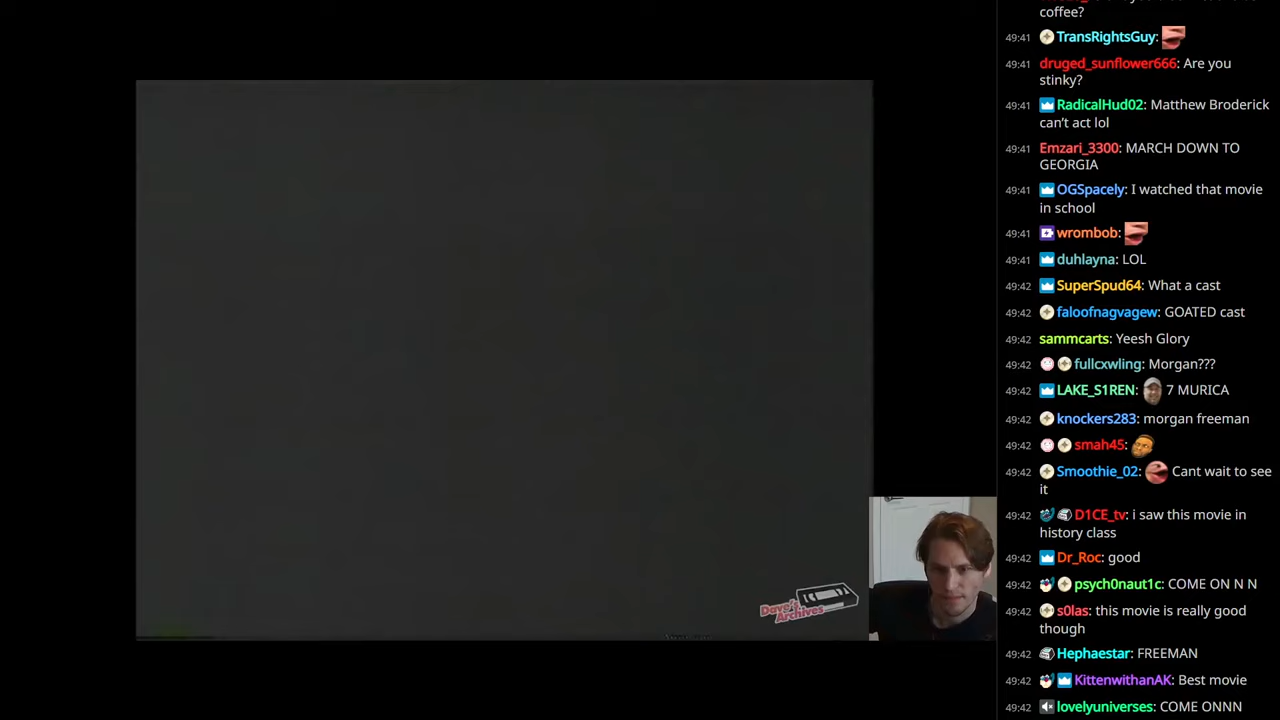 coffee?
49:41 TransRightsGuy:
49:41 druged_sunflower666: Are you
stinky?
49:41 RadicalHud02: Matthew Broderick
can't act lol
49:41 Emzari_3300: MARCH DOWN TO
GEORGIA
49:41 OGSpacely: I watched that movie
in school
49:41 wrombob:
49:41 duhlayna: LOL
49:42 SuperSpud64: What a cast
49:42 faloofnagvagew: GOATED cast
49:42 sammcarts: Yeesh Glory
49:42 fullcxwling: Morgan???
49:42 LAKE_S1REN: 7 MURICA
49:42 knockers283: morgan freeman
49:42 smah45:
49:42 Smoothie_02: Cant wait to see
it
49:42 D1CE_tv: i saw this movie in
history class
49:42 Dr_Roc: good
49:42 psych0naut1c: COME ON N N
49:42 s0las: this movie is really good
though
49:42 Hephaestar: FREEMAN
49:42 KittenwithanAK: Best movie
49:42 lovelyuniverses: COME ONNN
Dave's
Archives